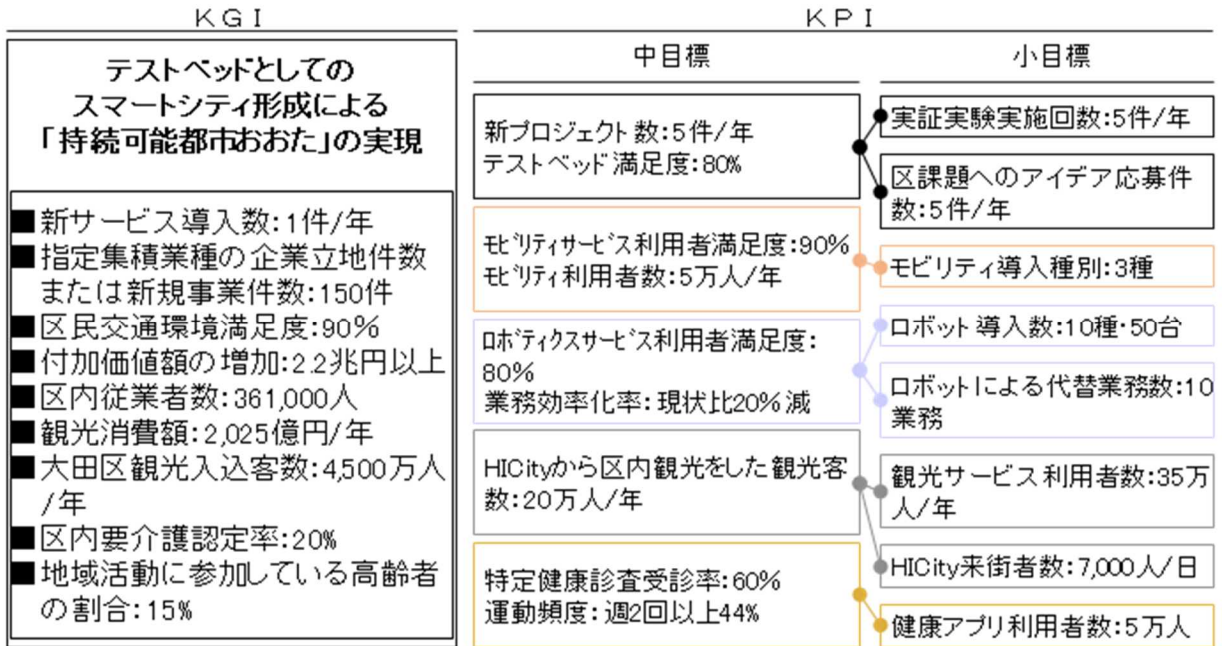 KGI
テストベッドとしての
スマートシティ形成による
「持続可能都市おおた」の実現
■新サービス導入数:1件/年
■指定集積業種の企業立地件数
または新規事業件数:150件
■区民交通環境満足度:90%
■付加価値額の増加:2.2兆円以上
■区内従業者数:361,000人
■観光消費額:2,025億円/年
■大田区観光入込客数:4,500万人
/年
■区内要介護認定率:20%
■地域活動に参加している高齢者
の割合:15%
KPI
中目標
小目標
新プロジェクト数:5件/年
テストベッド満足度:80%
実証実験実施回数:5件/年
区課題へのアイデア応募件
数:5件/年
モビリティサービス利用者満足度:90%
モビリティ利用者数:5万人/年
モビリティ導入種別:3種
ロボティクスサービス利用者満足度:
80%
業務効率化率:現状比20%減
ロボット導入数:10種・50台
ロボットによる代替業務数:10
業務
HICityから区内観光をした観光客
数:20万人/年
観光サービス利用者数:35万
人/年
HICity来街者数:7,000人/日
特定健康診査受診率:60%
運動頻度:週2回以上44%
健康アプリ利用者数:5万人